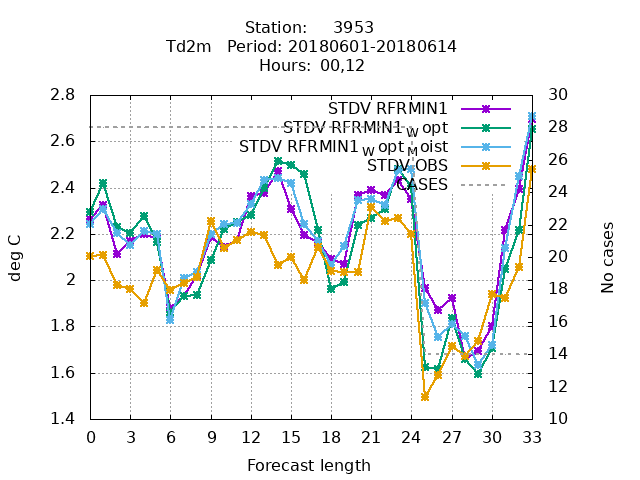 Station: 3953
Td2m Period: 20180601-20180614
Hours: 00,12
2.8 30
STDV RFRMIN1
2.6 STDV RFRMIN1_W opt 28
STDV RFRMIN1_W opt_Moist
26
STDV OBS
2.4 CASES 24
2.2 22
deg C No cases
20
2 18
1.8 16
1.6 14
12
1.4 10
0 3 6 9 12 15 18 21 24 27 30 33
Forecast length